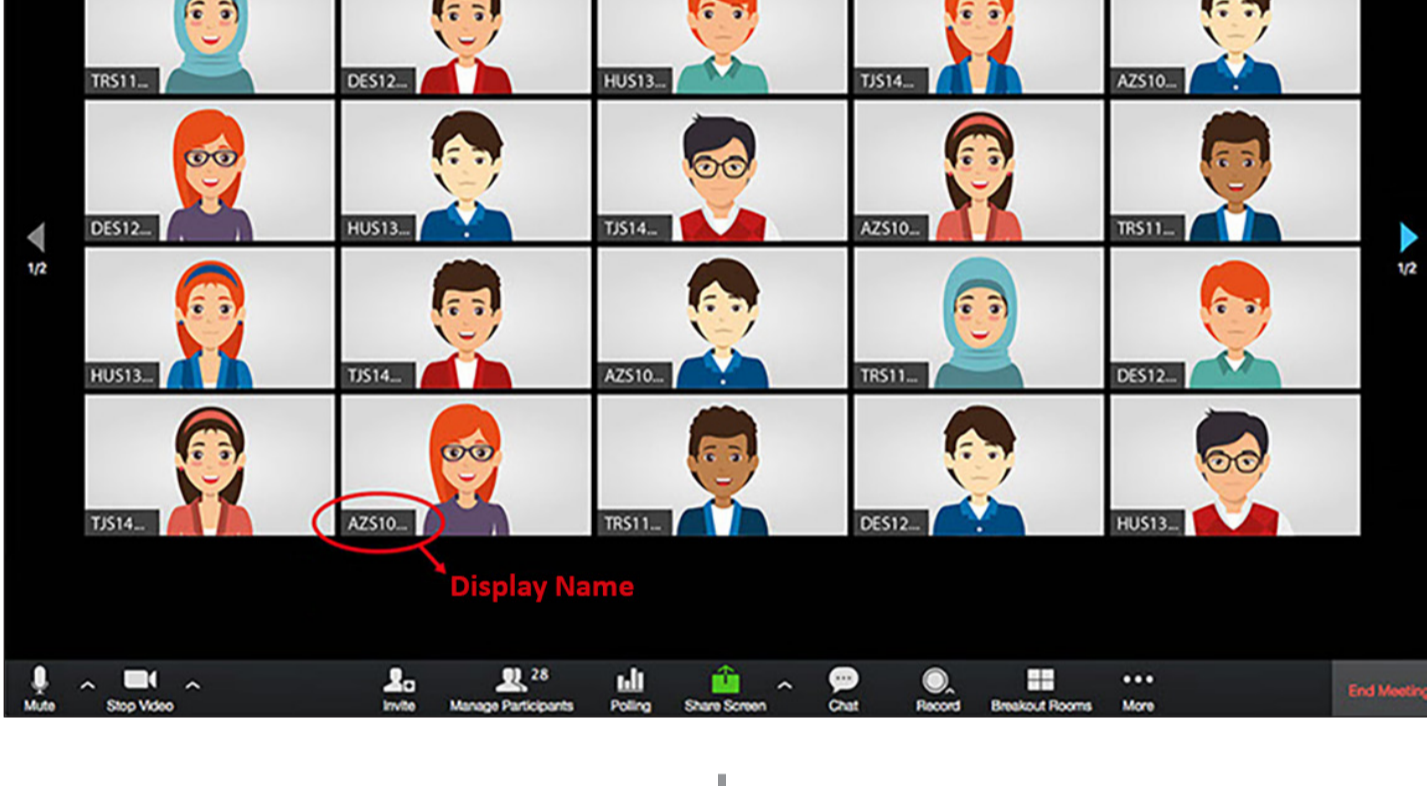 TRS11... DES12... HUS13... TJS14... AZS10...
DES12... HUS13... TJS14... AZS10... TRS11...
1/2 1/2
HUS13... TJS14... AZS10... TRS11... DES12...
TJS14... AZS10... TRS11... DES12... HUS13...
Display Name
28
Mute Stop Video Invite Manage Participants Polling Share Screen Chat Record Breakout Rooms More End Meeting